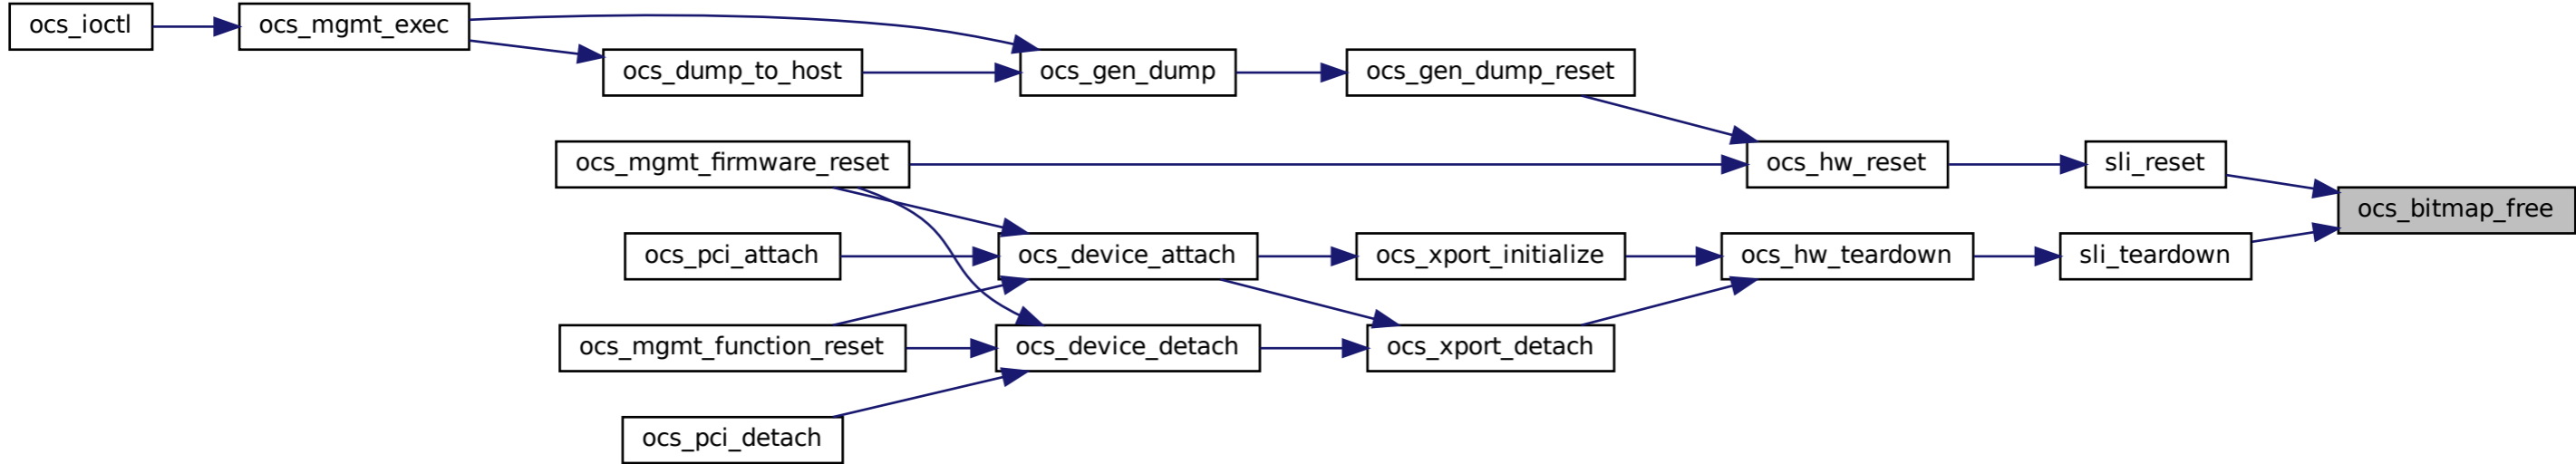 ocs_ioctl
ocs_mgmt_exec
ocs_dump_to_host
ocs_gen_dump
ocs_gen_dump_reset
ocs_mgmt_firmware_reset
ocs_hw_reset
sli_reset
ocs_bitmap_free
ocs_pci_attach
ocs_device_attach
ocs_xport_initialize
ocs_hw_teardown
sli_teardown
ocs_mgmt_function_reset
ocs_device_detach
ocs_xport_detach
ocs_pci_detach